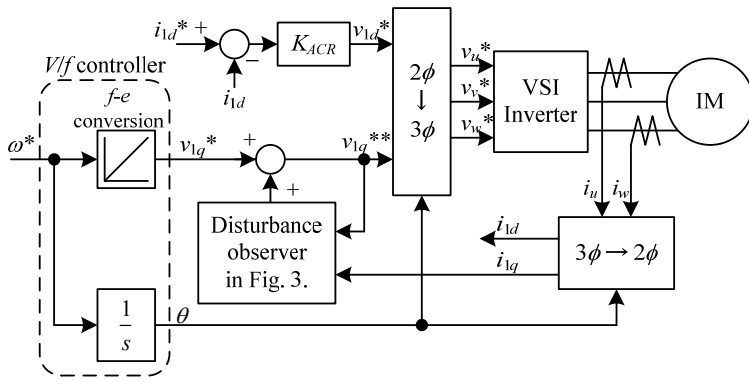 i1d* +
−
i1d
KACR
v1d*
V/f controller
f-e
conversion
ω*
v1q*
+
+
v1q**
2ϕ
↓
3ϕ
vu*
vv*
vw*
VSI
Inverter
IM
iu
iw
Disturbance
observer
in Fig. 3.
i1d
i1q
3ϕ → 2ϕ
1
s
θ